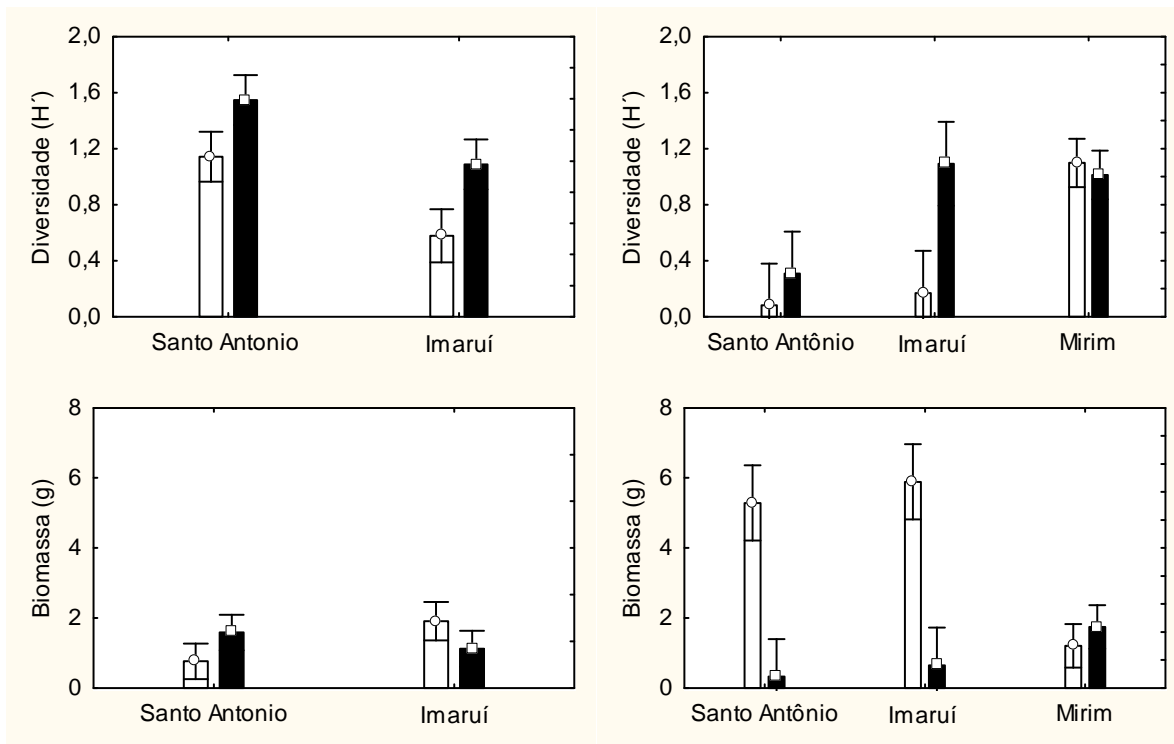 2,0
1,6
1,2
0,8
0,4
0,0
Diversidade (H´)
Santo Antonio Imaruí
2,0
1,6
1,2
0,8
0,4
0,0
Diversidade (H´)
Santo Antônio Imaruí Mirim
8
6
4
2
0
Biomassa (g)
Santo Antonio Imaruí
8
6
4
2
0
Biomassa (g)
Santo Antônio Imaruí Mirim